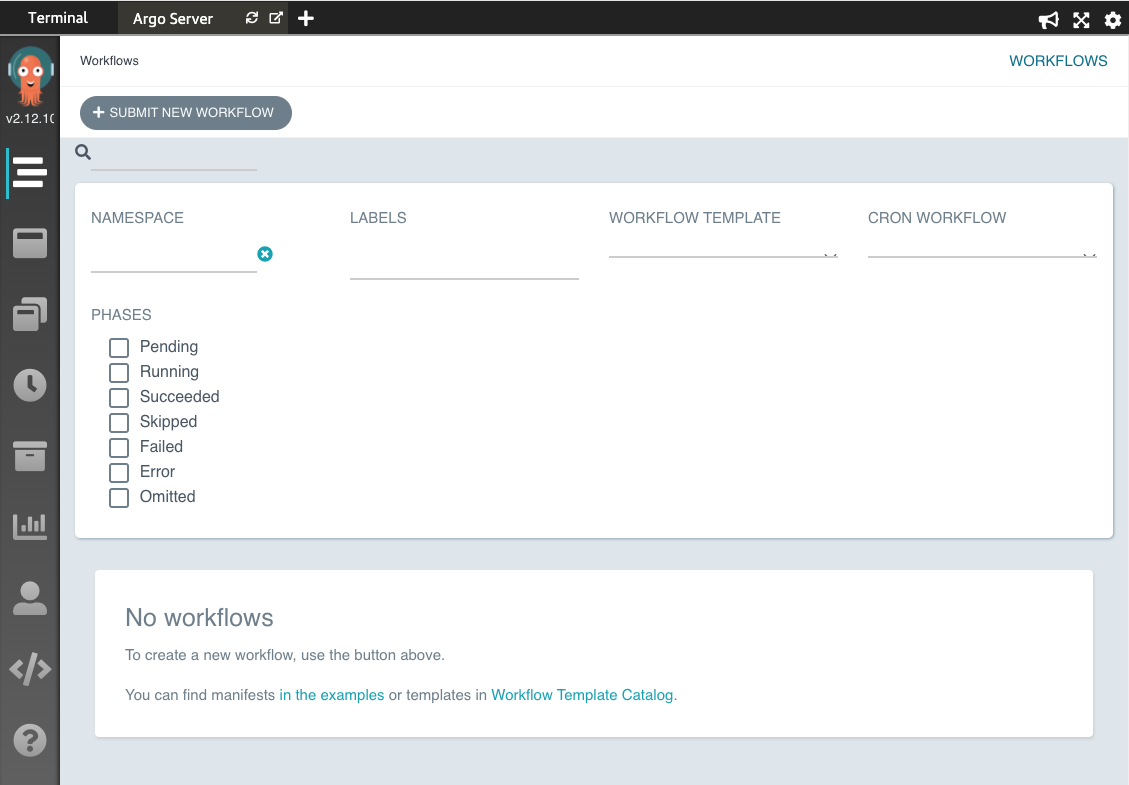 Terminal
Argo Server
v2.12.10
Workflows
WORKFLOWS
SUBMIT NEW WORKFLOW
NAMESPACE
LABELS
WORKFLOW TEMPLATE
CRON WORKFLOW
PHASES
Pending
Running
Succeeded
Skipped
Failed
Error
Omitted
No workflows
To create a new workflow, use the button above.
You can find manifests in the examples or templates in Workflow Template Catalog.